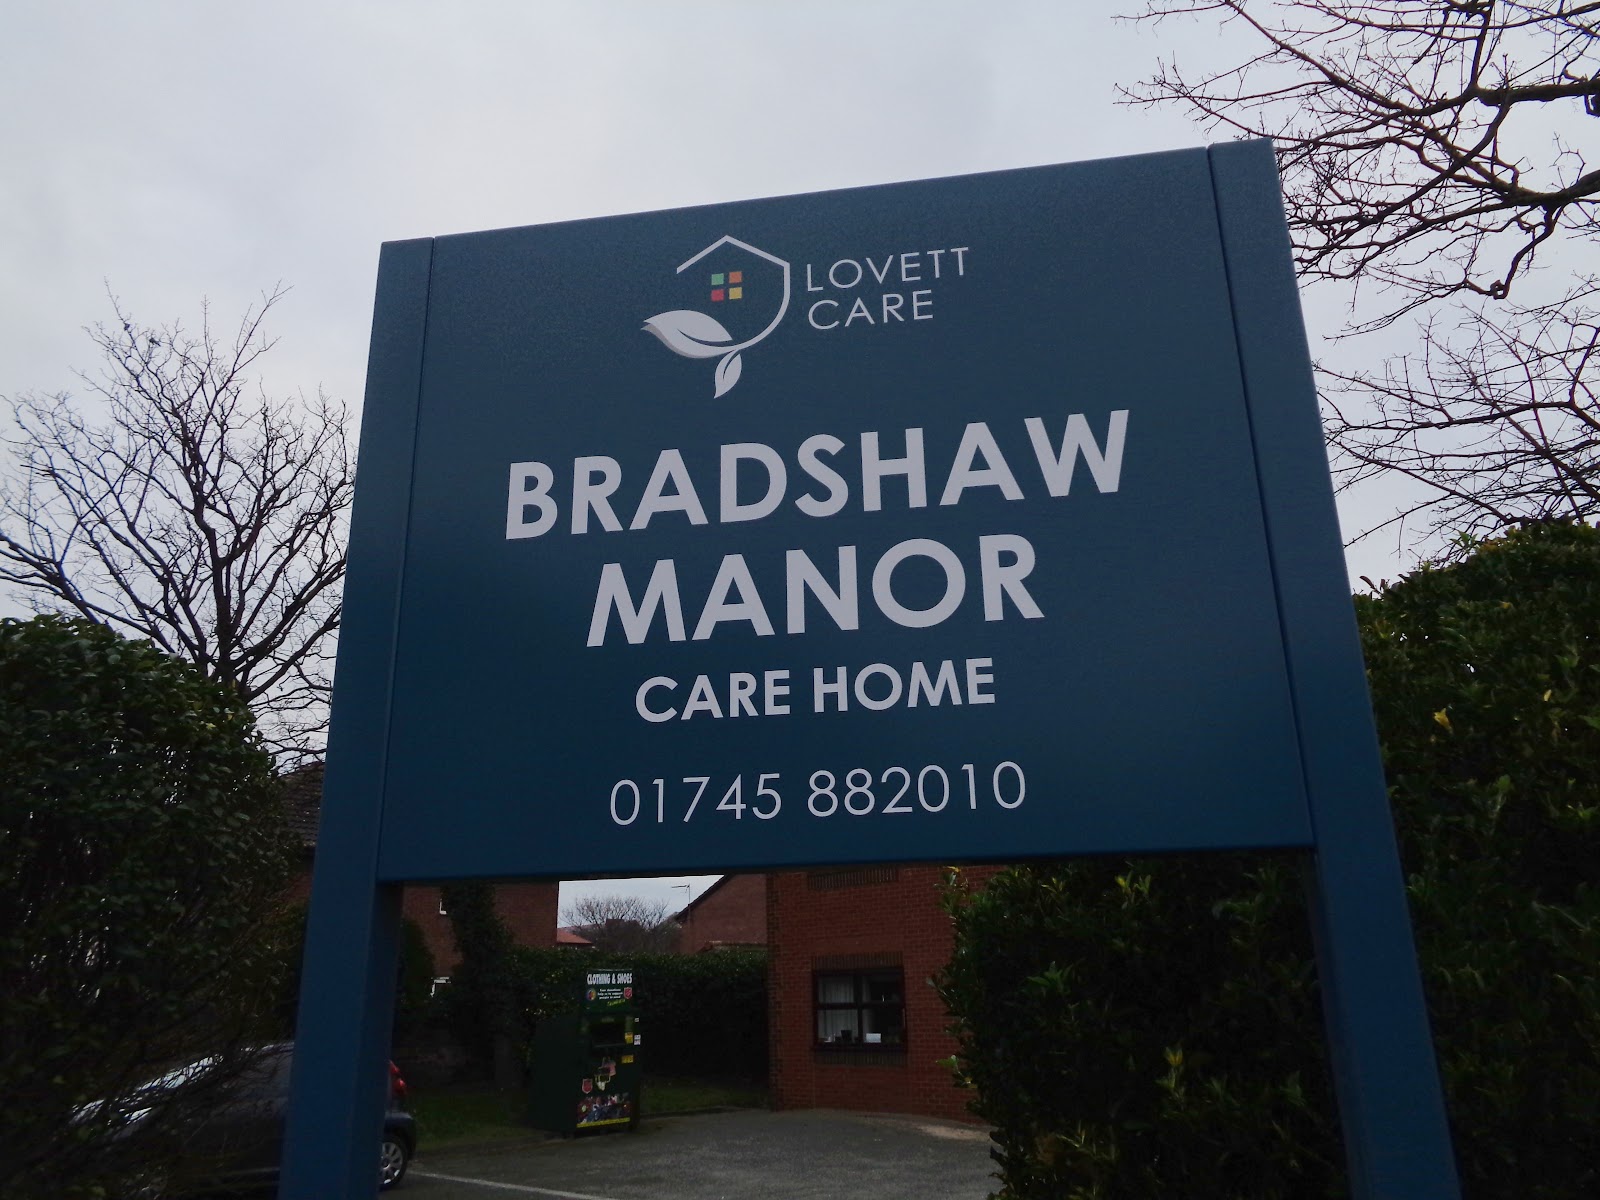 LOVETT
CARE
BRADSHAW
MANOR
CARE HOME
01745 882010
CLOTHING & SHOES